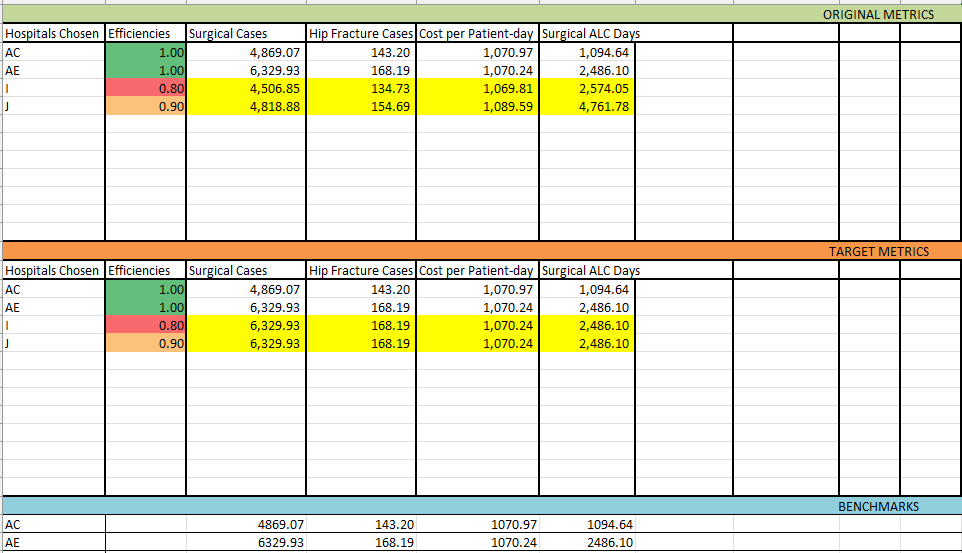 ORIGINAL METRICS
Hospitals Chosen Efficiencies Surgical Cases Hip Fracture Cases Cost per Patient-day Surgical ALC Days
AC 1.00 4,869.07 143.20 1,070.97 1,094.64
AE 1.00 6,329.93 168.19 1,070.24 2,486.10
I 0.80 4,506.85 134.73 1,069.81 2,574.05
J 0.90 4,818.88 154.69 1,089.59 4,761.78
TARGET METRICS
Hospitals Chosen Efficiencies Surgical Cases Hip Fracture Cases Cost per Patient-day Surgical ALC Days
AC 1.00 4,869.07 143.20 1,070.97 1,094.64
AE 1.00 6,329.93 168.19 1,070.24 2,486.10
I 0.80 6,329.93 168.19 1,070.24 2,486.10
J 0.90 6,329.93 168.19 1,070.24 2,486.10
BENCHMARKS
AC 4869.07 143.20 1070.97 1094.64
AE 6329.93 168.19 1070.24 2486.10